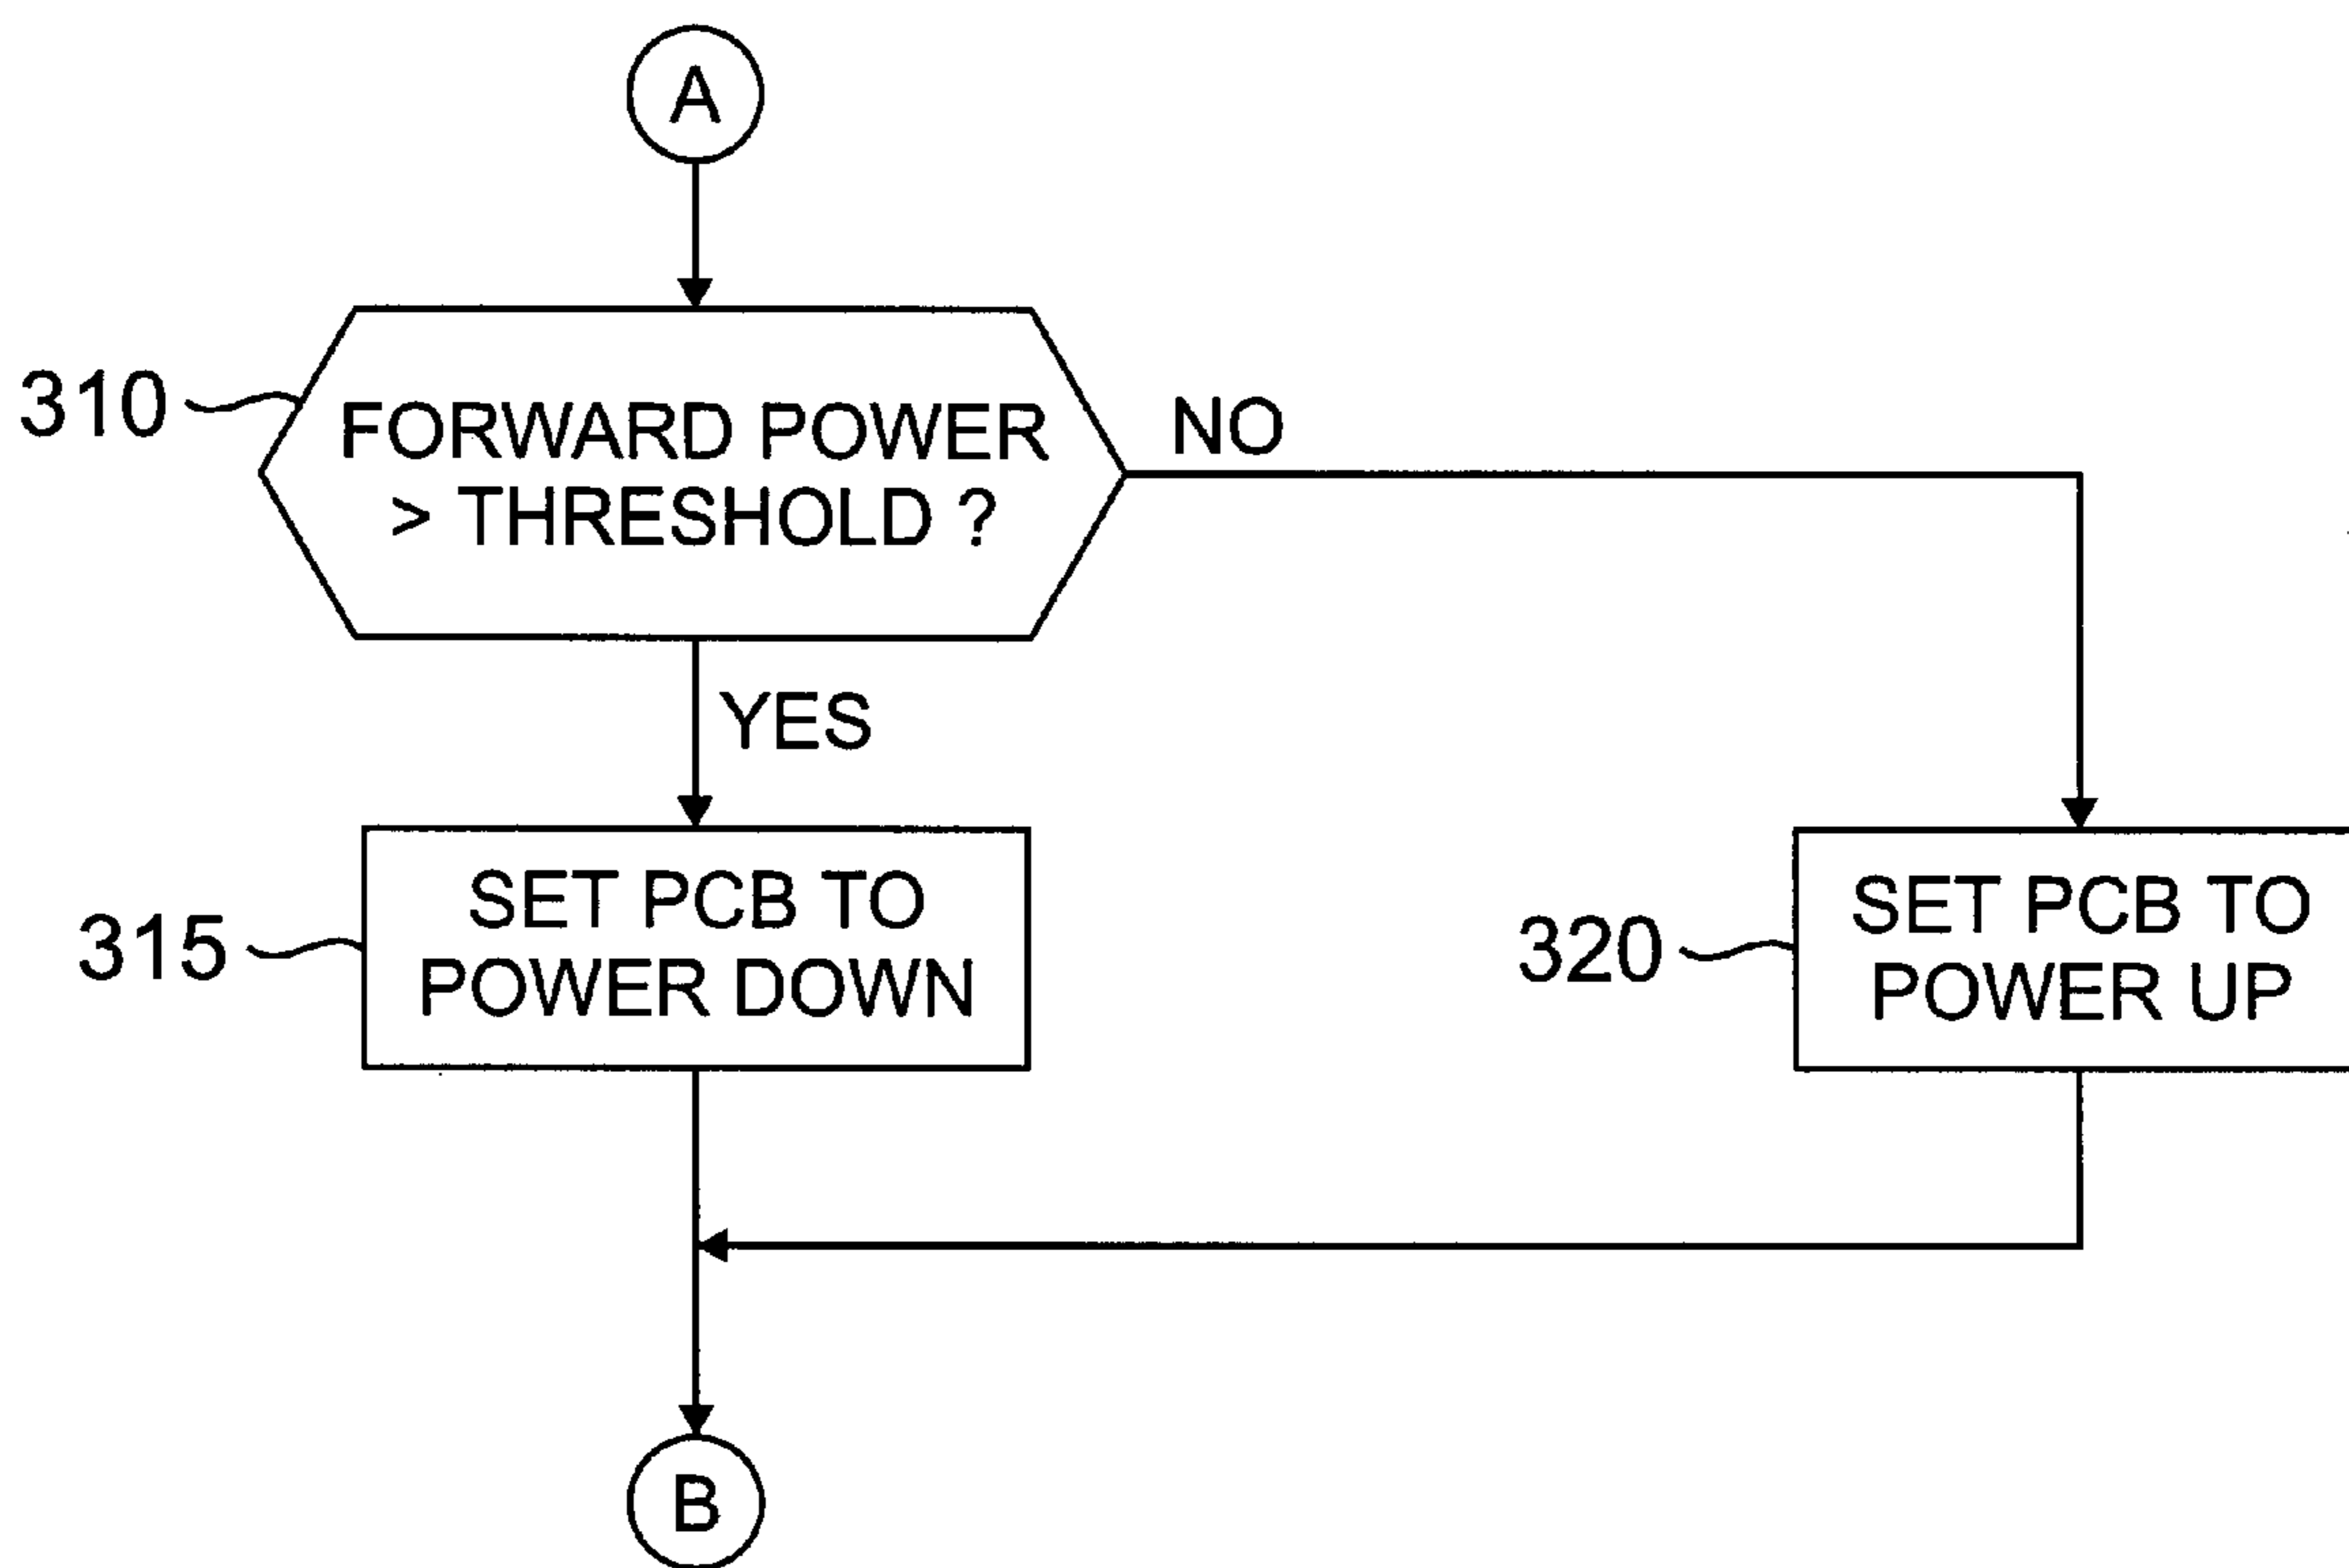 A
310
FORWARD POWER
> THRESHOLD ?
NO
YES
315
SET PCB TO
POWER DOWN
320
SET PCB TO
POWER UP
B